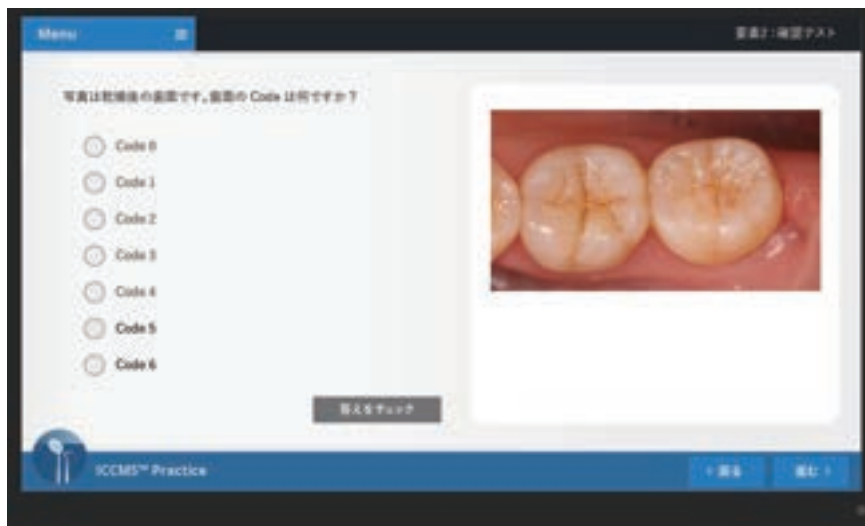 Menu
要素2:確認テスト
写真は乾燥後の歯面です。歯面の Code は何ですか?
Code 0
Code 1
Code 2
Code 3
Code 4
Code 5
Code 6
答えをチェック
ICCMS™ Practice
戻る
進む